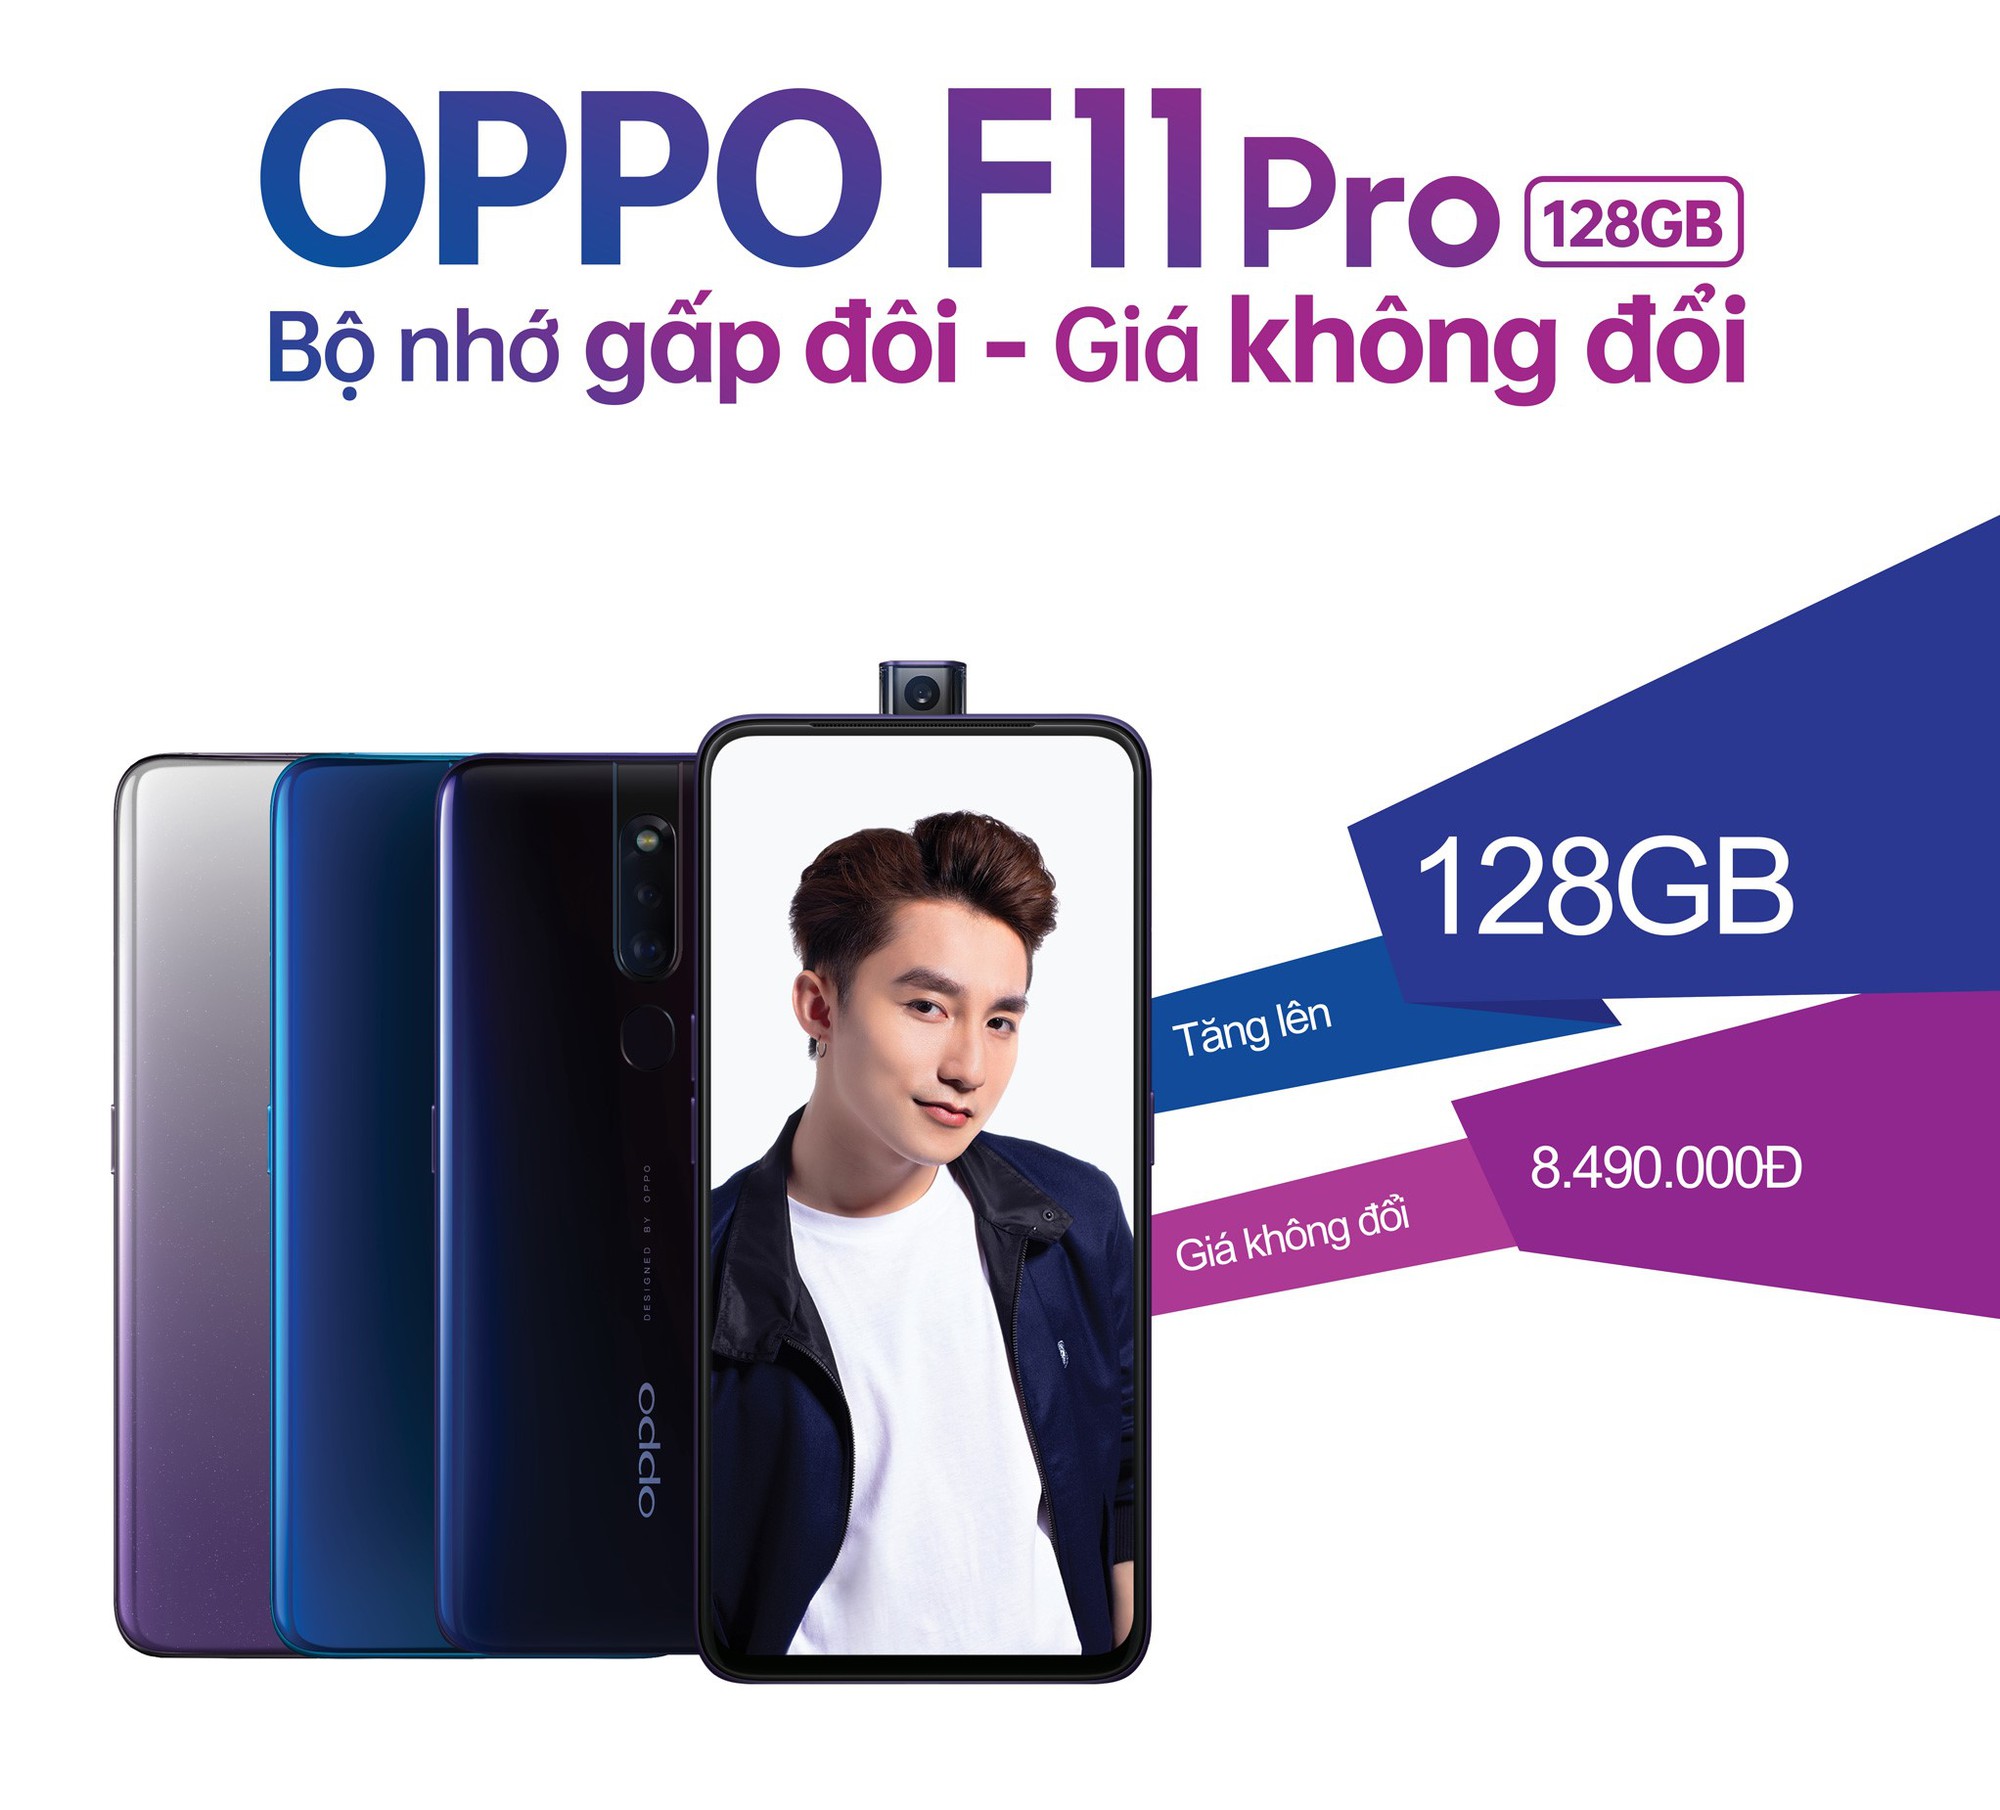 OPPO F11 Pro 128GB
Bộ nhớ gấp đôi - Giá không đổi
128GB
Tăng lên
8.490.000Đ
Giá không đổi
DESIGNED BY OPPO
oppo